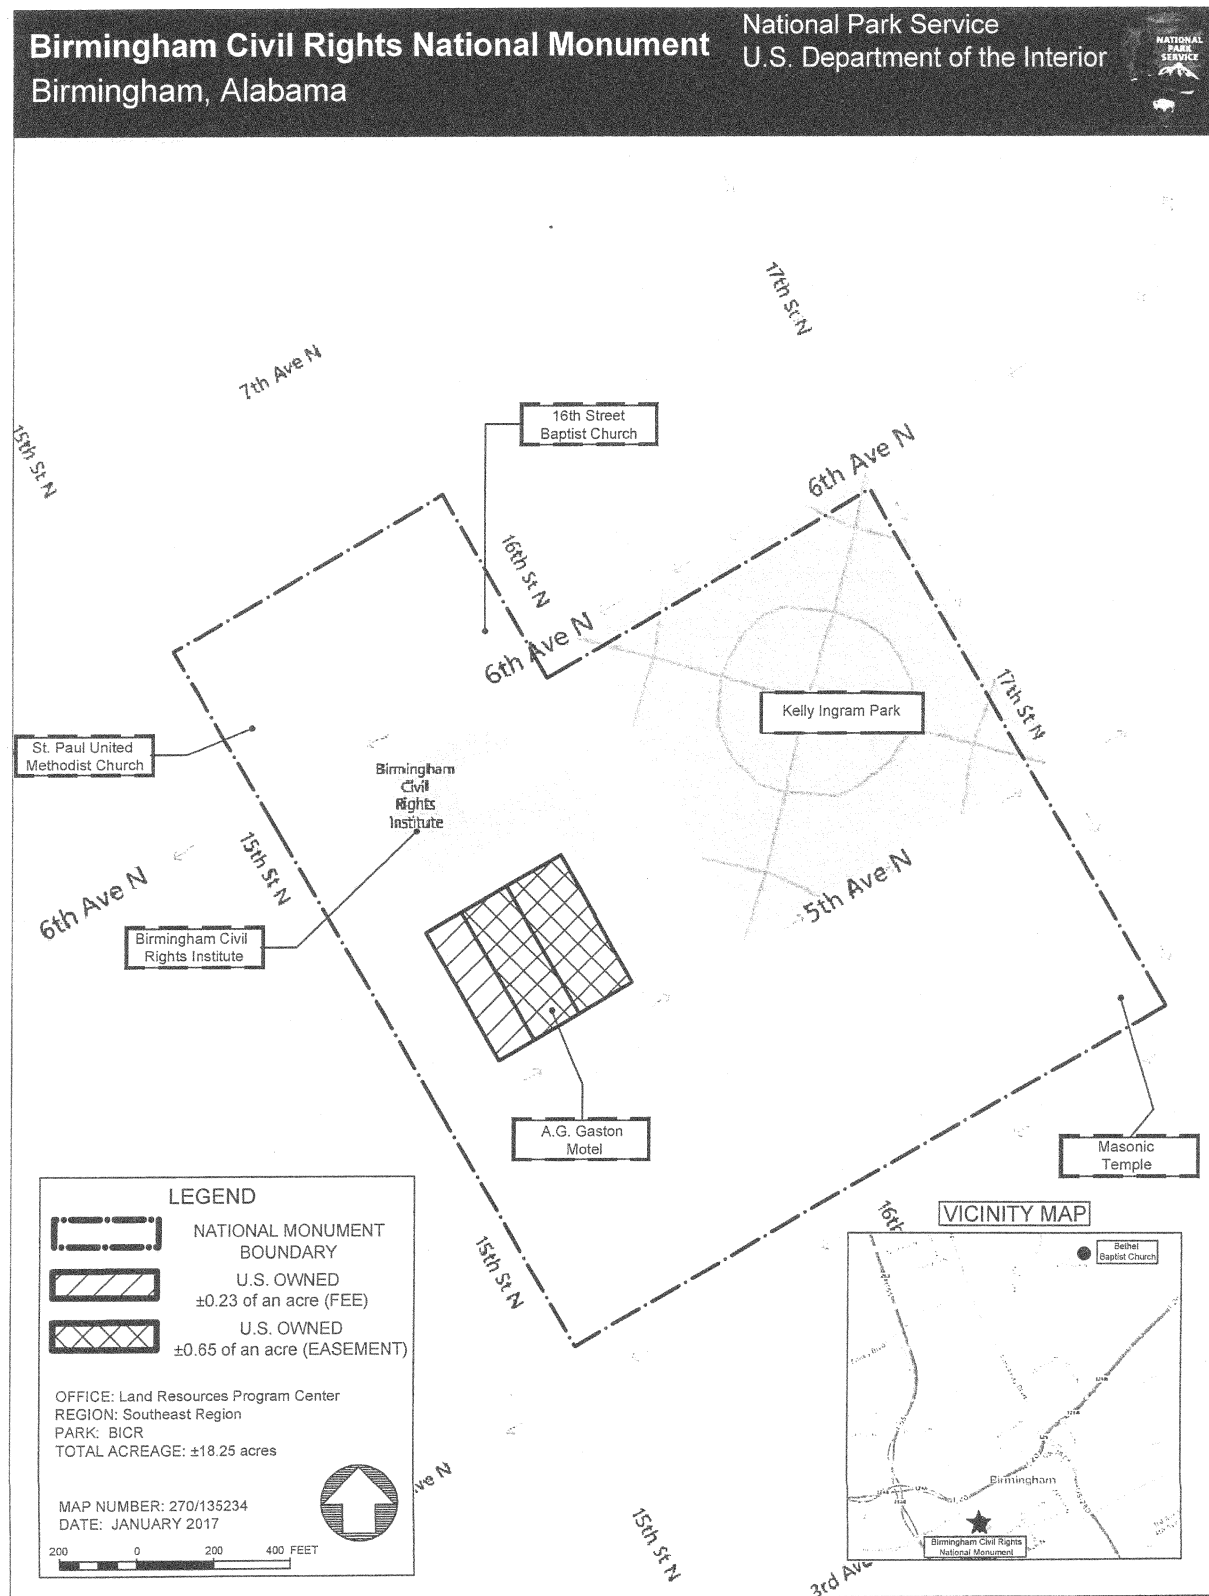 Birmingham Civil Rights National Monument
Birmingham, Alabama
National Park Service
U.S. Department of the Interior
NATIONAL
PARK
SERVICE
17th St N
7th Ave N
15th St N
16th Street
Baptist Church
6th Ave N
16th St N
6th Ave N
Kelly Ingram Park
17th St N
St. Paul United
Methodist Church
Birmingham
Civil
Rights
Institute
15th St N
6th Ave N
5th Ave N
Birmingham Civil
Rights Institute
A.G. Gaston
Motel
Masonic
Temple
LEGEND
NATIONAL MONUMENT
BOUNDARY
U.S. OWNED
±0.23 of an acre (FEE)
U.S. OWNED
±0.65 of an acre (EASEMENT)
OFFICE: Land Resources Program Center
REGION: Southeast Region
PARK: BICR
TOTAL ACREAGE: ±18.25 acres
MAP NUMBER: 270/135234
DATE: JANUARY 2017
200 0 200 400 FEET
15th St N
16th
ve N
15th St N
3rd Ave
VICINITY MAP
Bethel
Baptist Church
Birmingham
Birmingham Civil Rights
National Monument